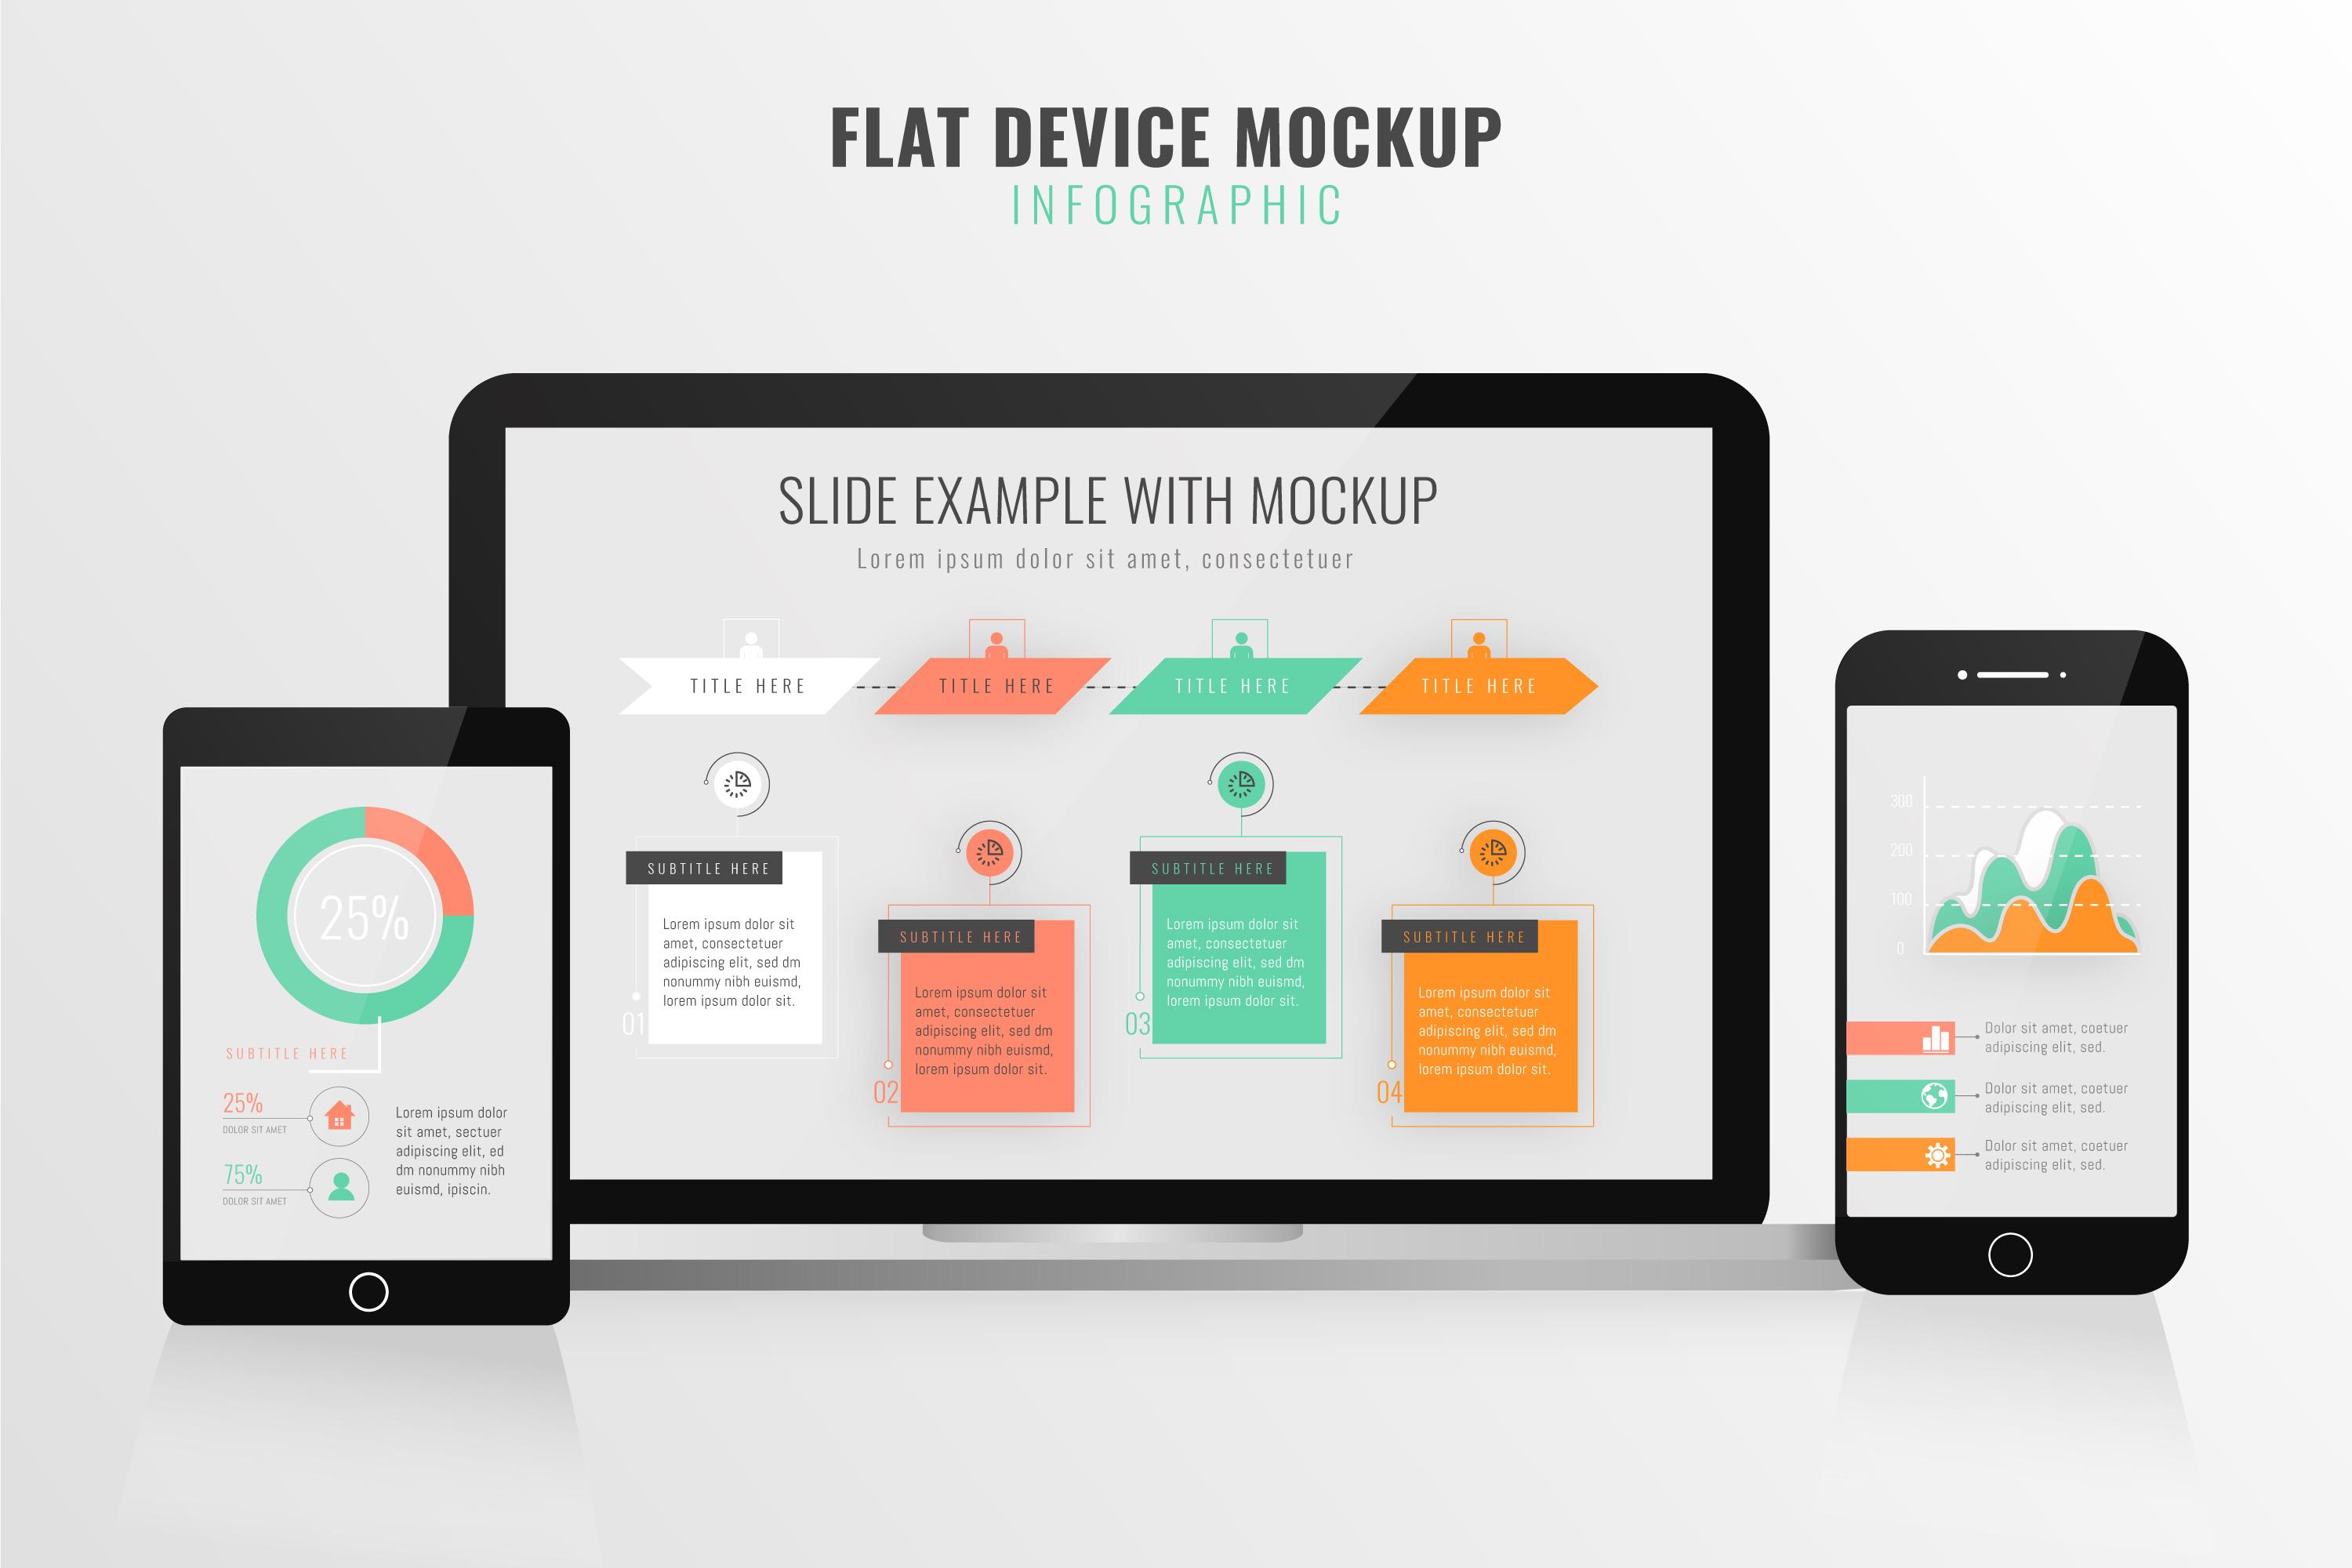 FLAT DEVICE MOCKUP
INFOGRAPHIC
SLIDE EXAMPLE WITH MOCKUP
Lorem ipsum dolor sit amet, consectetuer
TITLE HERE
TITLE HERE
TITLE HERE
TITLE HERE
SUBTITLE HERE
Lorem ipsum dolor sit
amet, consectetuer
adipiscing elit, sed dm
nonummy nibh euismd,
lorem ipsum dolor sit.
01
SUBTITLE HERE
Lorem ipsum dolor sit
amet, consectetuer
adipiscing elit, sed dm
nonummy nibh euismd,
lorem ipsum dolor sit.
02
SUBTITLE HERE
Lorem ipsum dolor sit
amet, consectetuer
adipiscing elit, sed dm
nonummy nibh euismd,
lorem ipsum dolor sit.
03
SUBTITLE HERE
Lorem ipsum dolor sit
amet, consectetuer
adipiscing elit, sed dm
nonummy nibh euismd,
lorem ipsum dolor sit.
04
25%
SUBTITLE HERE
25%
DOLOR SIT AMET
75%
DOLOR SIT AMET
Lorem ipsum dolor
sit amet, sectuer
adipiscing elit, ed
dm nonummy nibh
euismd, ipiscin.
300
200
100
0
Dolor sit amet, coetuer
adipiscing elit, sed.
Dolor sit amet, coetuer
adipiscing elit, sed.
Dolor sit amet, coetuer
adipiscing elit, sed.